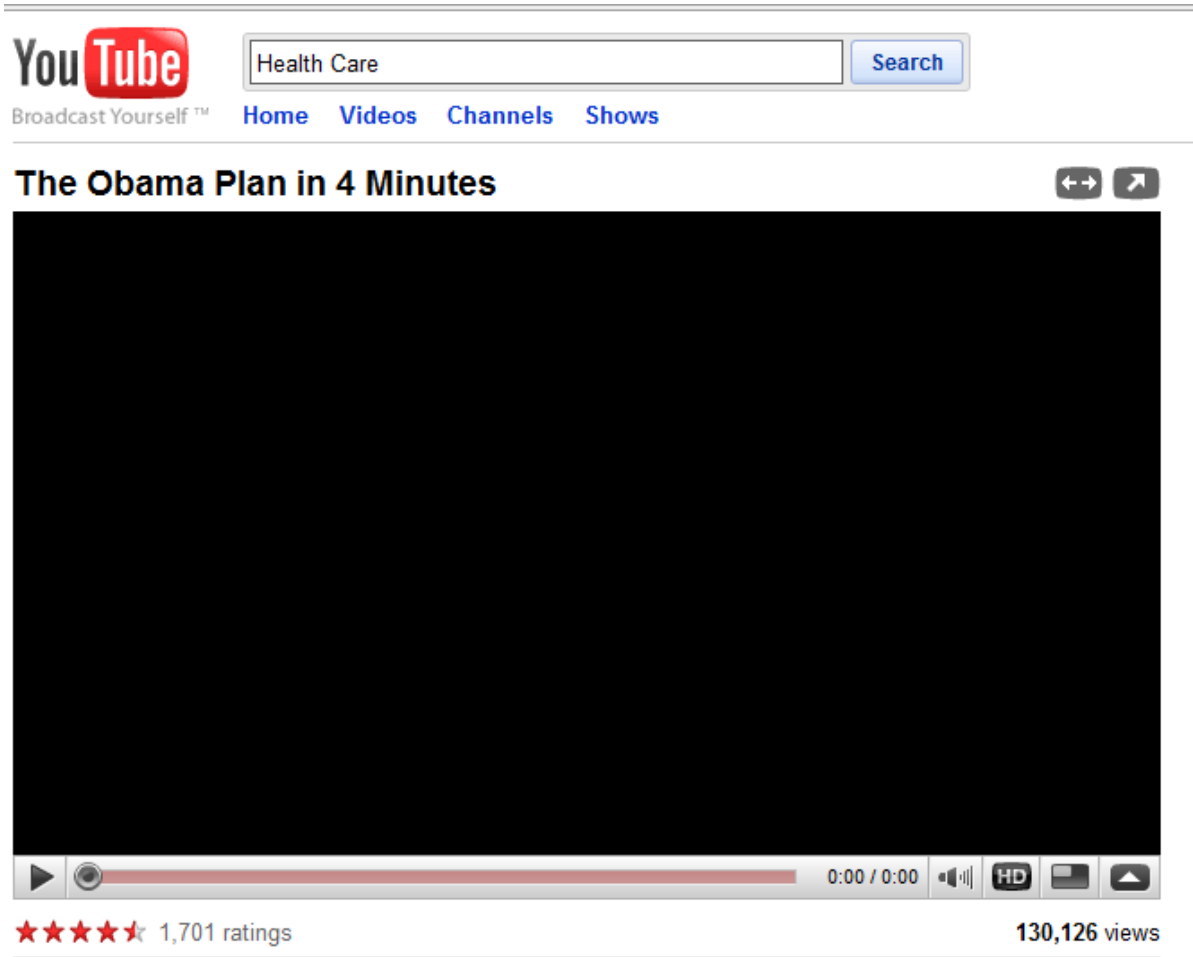 YouTube
Health Care
Search
Broadcast Yourself ™
Home Videos Channels Shows
The Obama Plan in 4 Minutes
0:00 / 0:00
HD
1,701 ratings
130,126 views